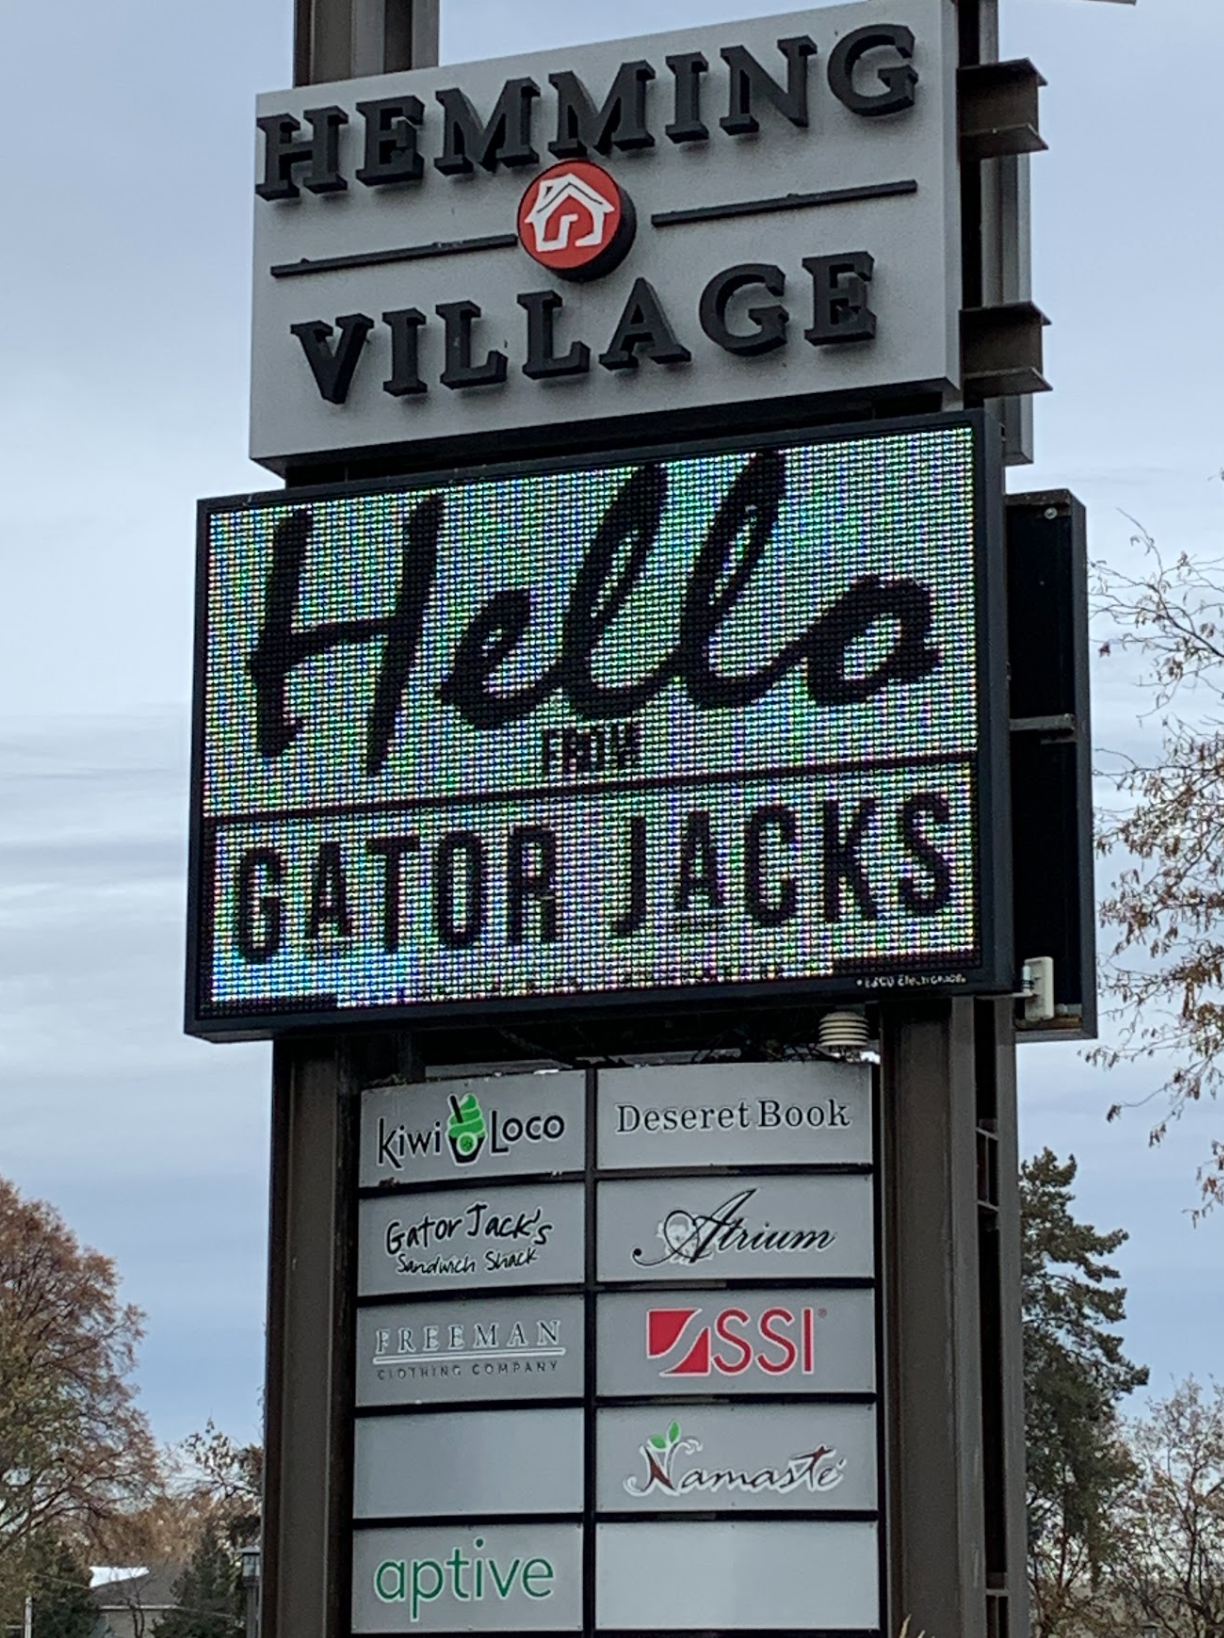 HEMMING
VILLAGE
Hello
FROM
GATOR JACKS
Kiwi Loco
Deseret Book
Gator Jack's
Sandwich Shack
Atrium
FREEMAN
CLOTHING COMPANY
SSI®
Namasté
aptive